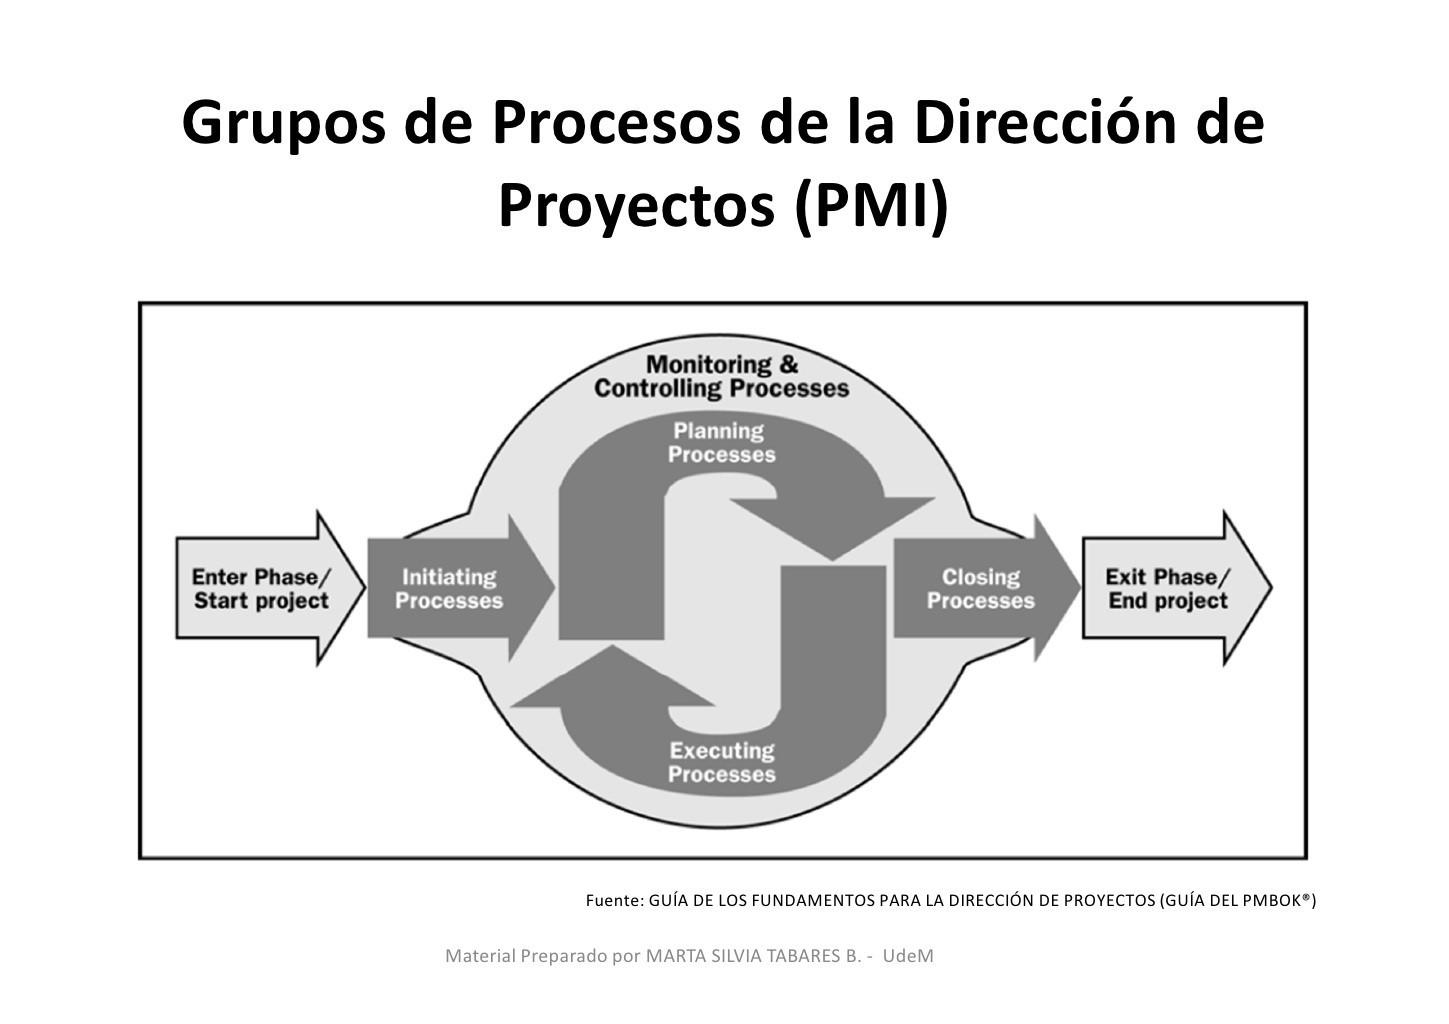 Grupos de Procesos de la Dirección de
Proyectos (PMI)
Monitoring &
Controlling Processes
Planning
Processes
Enter Phase/
Start project
Initiating
Processes
Closing
Processes
Exit Phase/
End project
Executing
Processes
Fuente: GUÍA DE LOS FUNDAMENTOS PARA LA DIRECCIÓN DE PROYECTOS (GUÍA DEL PMBOK®)
Material Preparado por MARTA SILVIA TABARES B. - UdeM